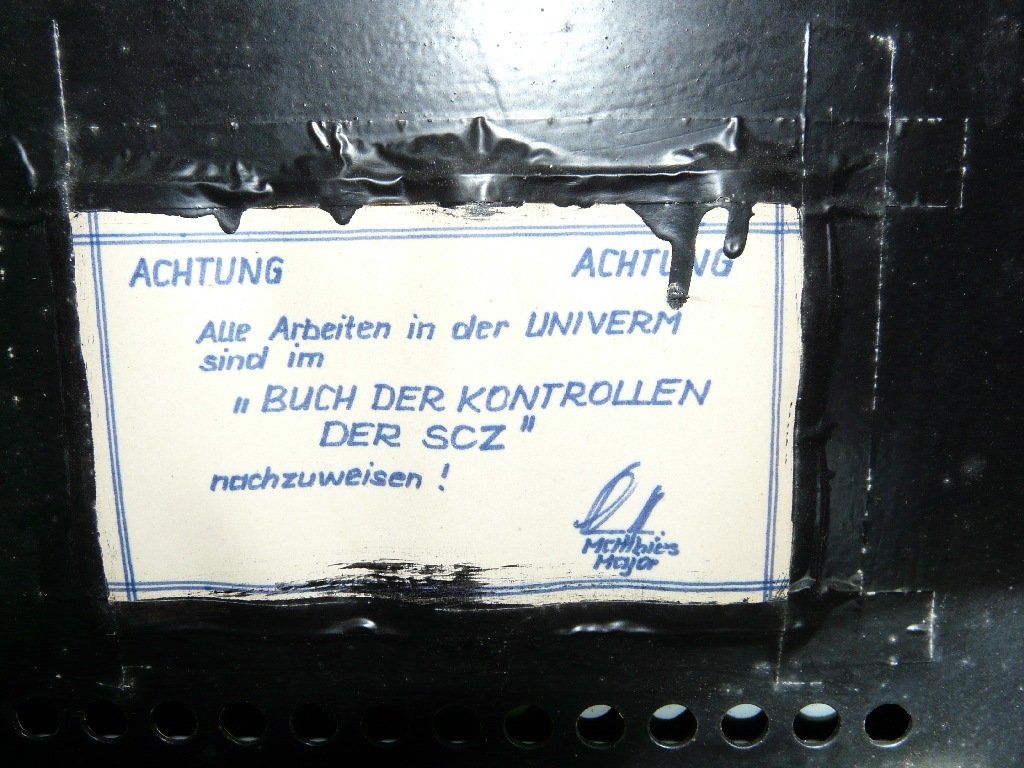 ACHTUNG ACHTUNG
Alle Arbeiten in der UNIVERM
sind im
„BUCH DER KONTROLLEN
DER SCZ"
nachzuweisen !
Matthies
Major